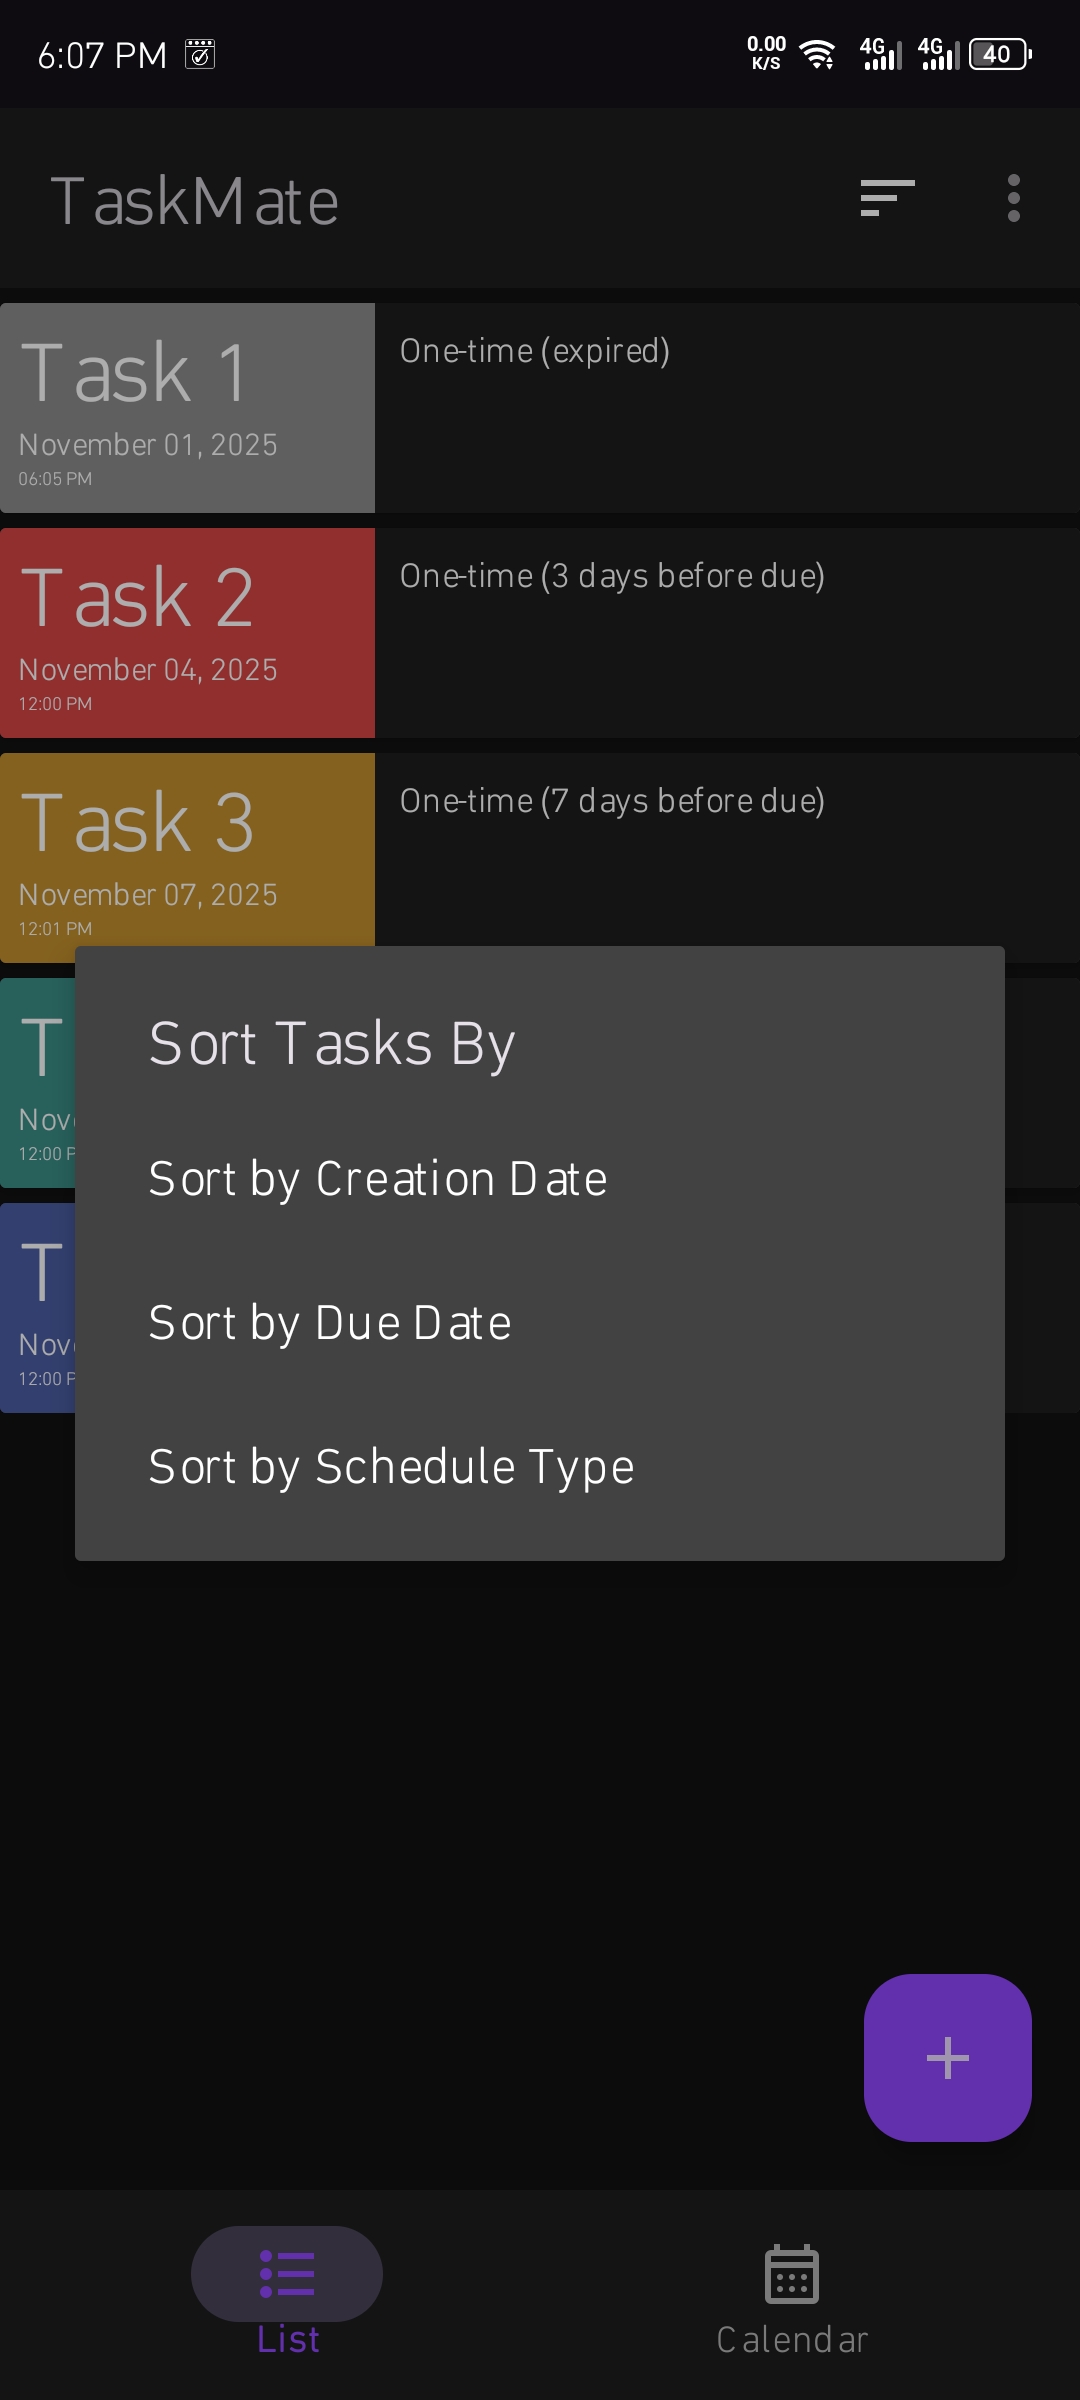 6:07 PM
0.00 K/S 4G 4G 40
TaskMate
Task 1
November 01, 2025
06:05 PM
One-time (expired)
Task 2
November 04, 2025
12:00 PM
One-time (3 days before due)
Task 3
November 07, 2025
12:01 PM
One-time (7 days before due)
T
Nov
12:00 P
T
Nov
12:00 P
Sort Tasks By
Sort by Creation Date
Sort by Due Date
Sort by Schedule Type
List
Calendar